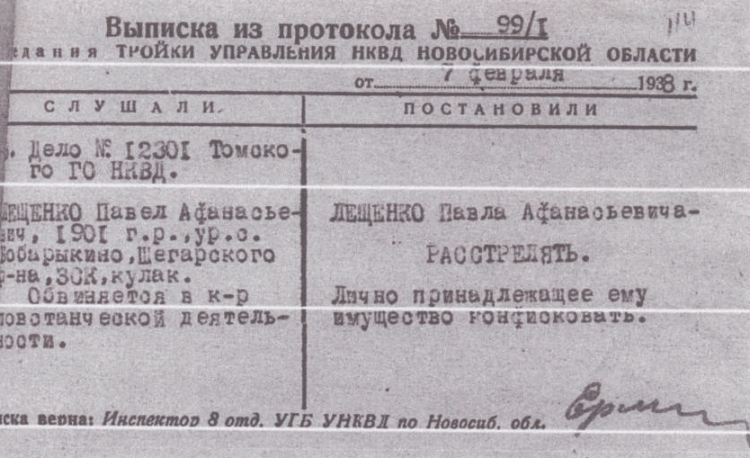 Выписка из протокола № 99/I
едания ТРОЙКИ УПРАВЛЕНИЯ НКВД НОВОСИБИРСКОЙ ОБЛАСТИ
от 7 февраля 1938 г.
СЛУШАЛИ.
ПОСТАНОВИЛИ
. Дело № 12301 Томско-
го ГО НКВД.
ЛЕЩЕНКО Павел Афанасье-
вич, 1901 г.р.,ур.с.
Бобарыкино,Шегарского
р-на,ЗСК,кулак.
Обвиняется в к-р
повстанческой деятель-
ности.
ЛЕЩЕНКО Павла Афанасьевича-
РАССТРЕЛЯТЬ.
Лично принадлежащее ему
имущество конфисковать.
иска верна: Инспектор 8 отд. УГБ УНКВД по Новосиб. обл.